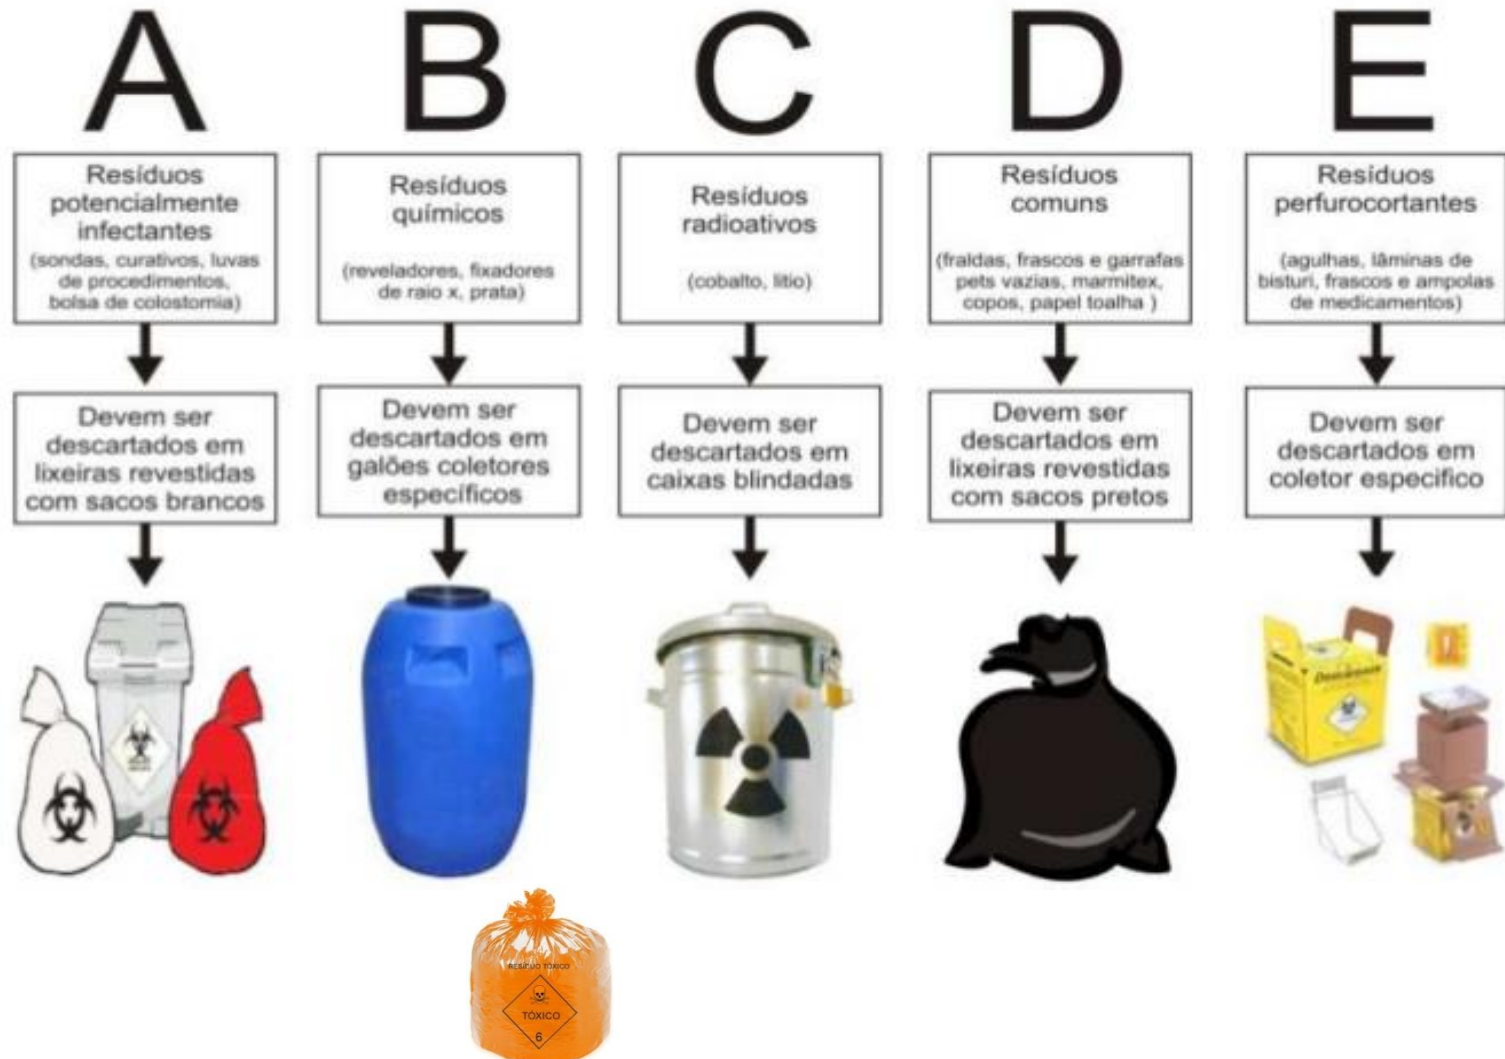 A
Resíduos
potencialmente
infectantes
(sondas, curativos, luvas
de procedimentos,
bolsa de colostomia)
Devem ser
descartados em
lixeiras revestidas
com sacos brancos
B
Resíduos
químicos
(reveladores, fixadores
de raio x, prata)
Devem ser
descartados em
galões coletores
específicos
RESÍDUO TÓXICO
TÓXICO
6
C
Resíduos
radioativos
(cobalto, lítio)
Devem ser
descartados em
caixas blindadas
D
Resíduos
comuns
(fraldas, frascos e garrafas
pets vazias, marmitex,
copos, papel toalha )
Devem ser
descartados em
lixeiras revestidas
com sacos pretos
E
Resíduos
perfurocortantes
(agulhas, lâminas de
bisturi, frascos e ampolas
de medicamentos)
Devem ser
descartados em
coletor especifico